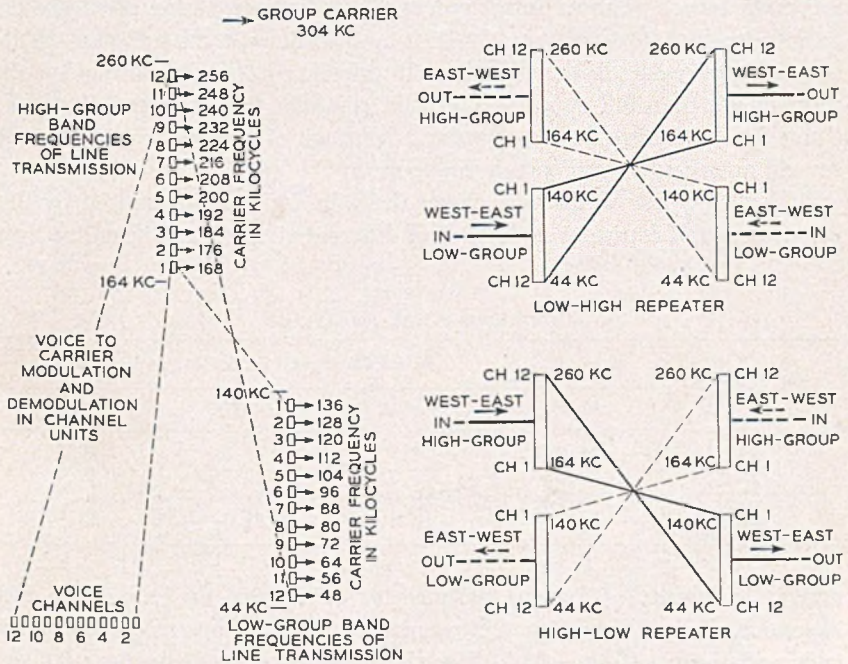 GROUP CARRIER
304 KC
260 KC
HIGH-GROUP
BAND
FREQUENCIES
OF LINE
TRANSMISSION
12 256
11 248
10 240
9 232
8 224
7 216
6 208
5 200
4 192
3 184
2 176
1 168
CARRIER FREQUENCY
IN KILOCYCLES
164 KC
VOICE TO
CARRIER
MODULATION
AND
DEMODULATION
IN CHANNEL
UNITS
140 KC
1 136
2 128
3 120
4 112
5 104
6 96
7 88
8 80
9 72
10 64
11 56
12 48
CARRIER FREQUENCY
IN KILOCYCLES
44 KC
LOW-GROUP BAND
FREQUENCIES OF
LINE TRANSMISSION
VOICE
CHANNELS
12 10 8 6 4 2
CH 12 260 KC 260 KC CH 12
EAST-WEST WEST-EAST
OUT OUT
HIGH-GROUP HIGH-GROUP
164 KC 164 KC
CH 1 CH 1
CH 1 CH 1
140 KC 140 KC
WEST-EAST EAST-WEST
IN IN
LOW-GROUP LOW-GROUP
CH 12 44 KC 44 KC CH 12
LOW-HIGH REPEATER
CH 12 260 KC 260 KC CH 12
WEST-EAST EAST-WEST
IN IN
HIGH-GROUP HIGH-GROUP
164 KC 164 KC
CH 1 CH 1
CH 1 CH 1
140 KC 140 KC
EAST-WEST WEST-EAST
OUT OUT
LOW-GROUP LOW-GROUP
44 KC 44 KC
CH 12 CH 12
HIGH-LOW REPEATER